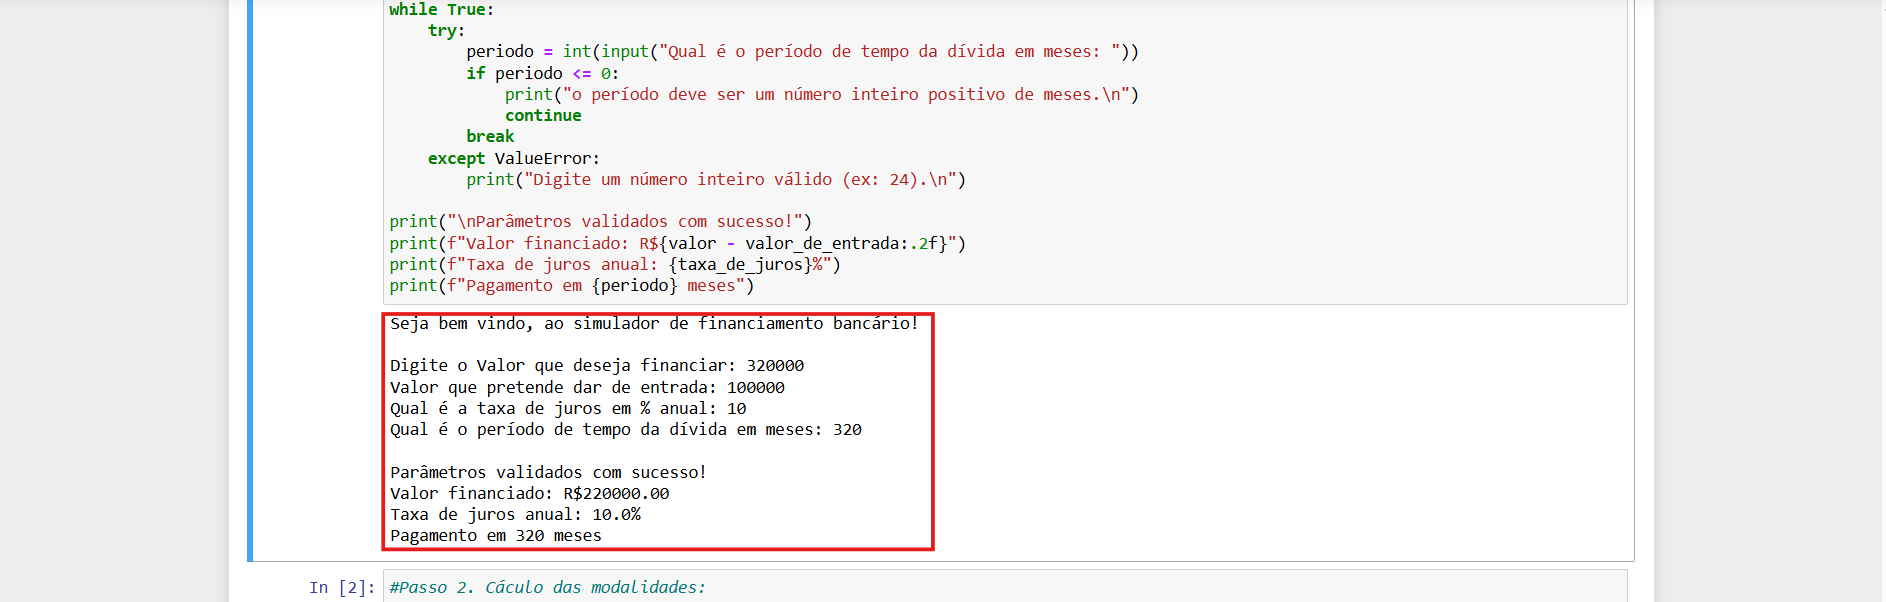 while True:
    try:
        periodo = int(input("Qual é o período de tempo da dívida em meses: "))
        if periodo <= 0:
            print("o período deve ser um número inteiro positivo de meses.\n")
            continue
        break
    except ValueError:
        print("Digite um número inteiro válido (ex: 24).\n")

print("\nParâmetros validados com sucesso!")
print(f"Valor financiado: R${valor - valor_de_entrada:.2f}")
print(f"Taxa de juros anual: {taxa_de_juros}%")
print(f"Pagamento em {periodo} meses")
Seja bem vindo, ao simulador de financiamento bancário!

Digite o Valor que deseja financiar: 320000
Valor que pretende dar de entrada: 100000
Qual é a taxa de juros em % anual: 10
Qual é o período de tempo da dívida em meses: 320

Parâmetros validados com sucesso!
Valor financiado: R$220000.00
Taxa de juros anual: 10.0%
Pagamento em 320 meses
In [2]: #Passo 2. Cáculo das modalidades: